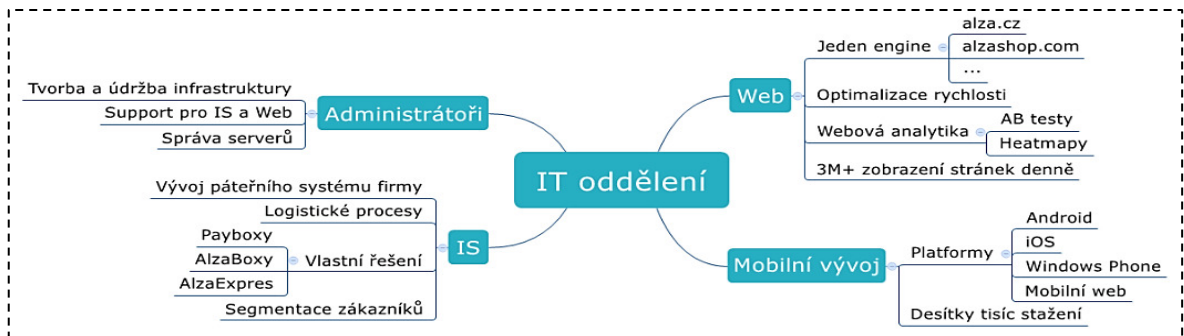 IT oddělení
Administrátoři
Tvorba a údržba infrastruktury
Support pro IS a Web
Správa serverů
IS
Vývoj páteřního systému firmy
Logistické procesy
Vlastní řešení
Payboxy
AlzaBoxy
AlzaExpres
Segmentace zákazníků
Web
Jeden engine
alza.cz
alzashop.com
...
Optimalizace rychlosti
Webová analytika
AB testy
Heatmapy
3M+ zobrazení stránek denně
Mobilní vývoj
Platformy
Android
iOS
Windows Phone
Mobilní web
Desítky tisíc stažení